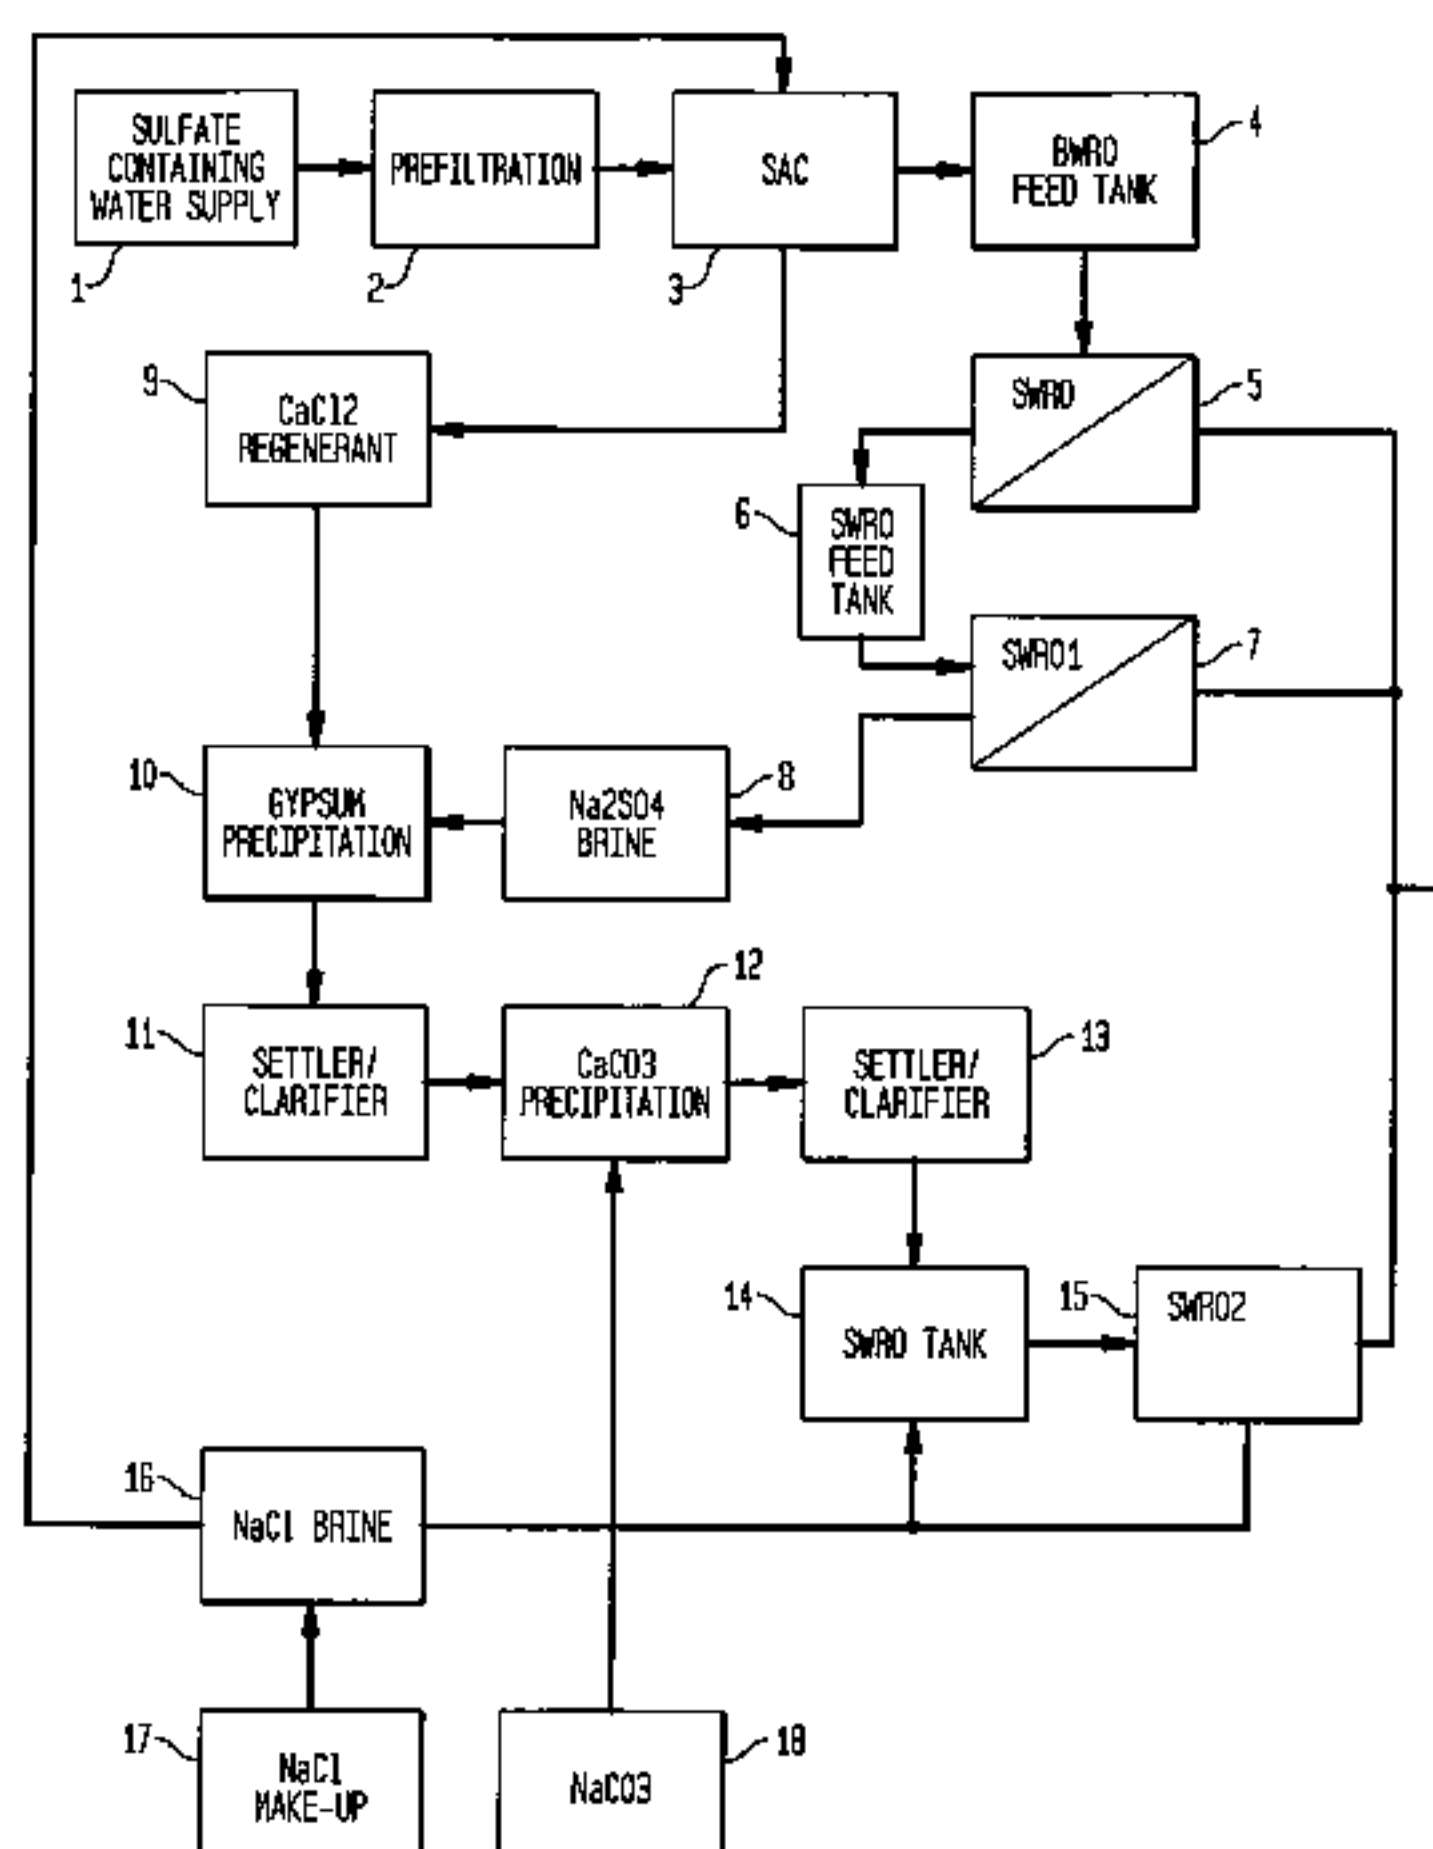 SULFATE
CONTAINING
WATER SUPPLY
1
PREFILTRATION
2
SAC
3
BWRO
FEED TANK
4
9
CaCl2
REGENERANT
SWRO
5
6
SWRO
FEED
TANK
SWRO1
7
10
GYPSUM
PRECIPITATION
Na2SO4
BRINE
8
11
SETTLER/
CLARIFIER
12
CaCO3
PRECIPITATION
SETTLER/
CLARIFIER
13
14
SWRO TANK
15
SWRO2
16
NaCl BRINE
17
NaCl
MAKE-UP
NaCO3
18